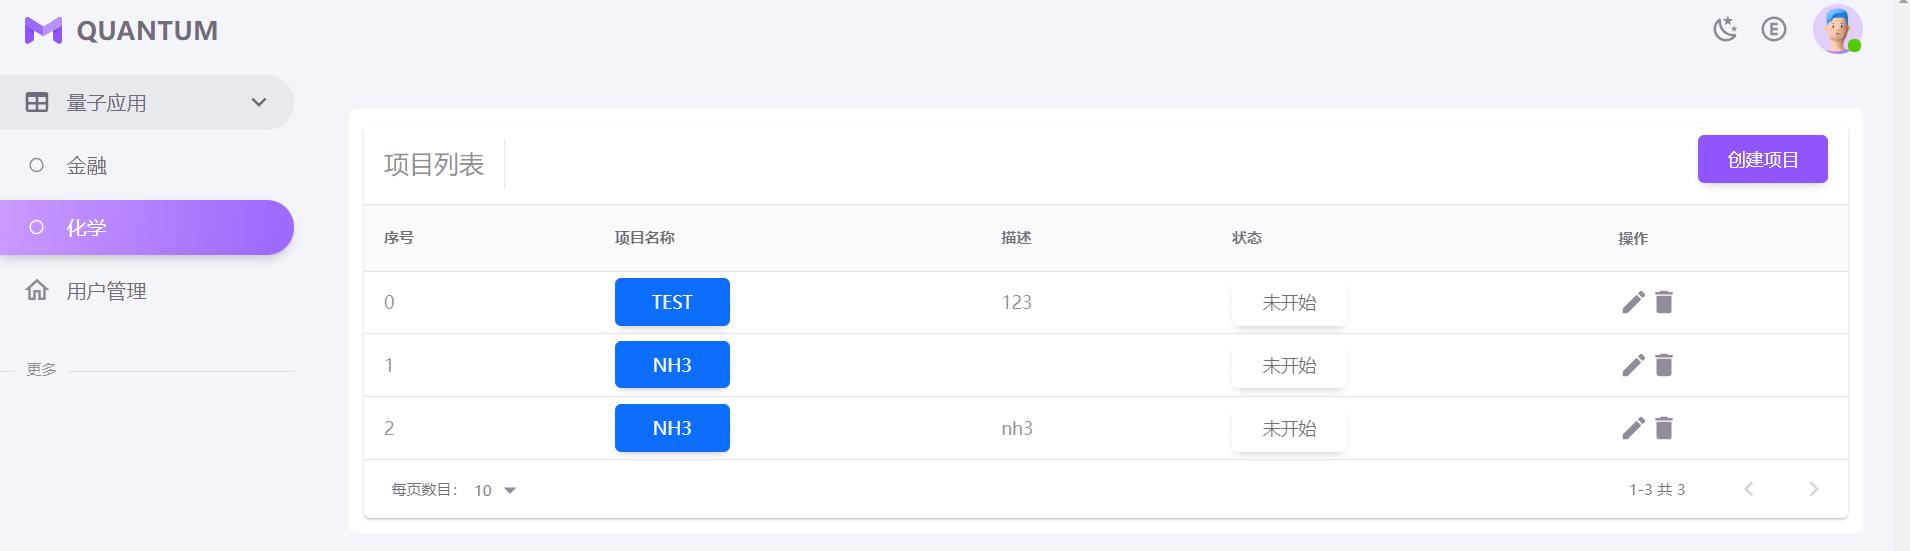 QUANTUM
E
量子应用
金融
化学
用户管理
更多
项目列表
创建项目
序号 项目名称 描述 状态 操作
0 TEST 123 未开始
1 NH3 未开始
2 NH3 nh3 未开始
每页数目： 10 1-3 共 3